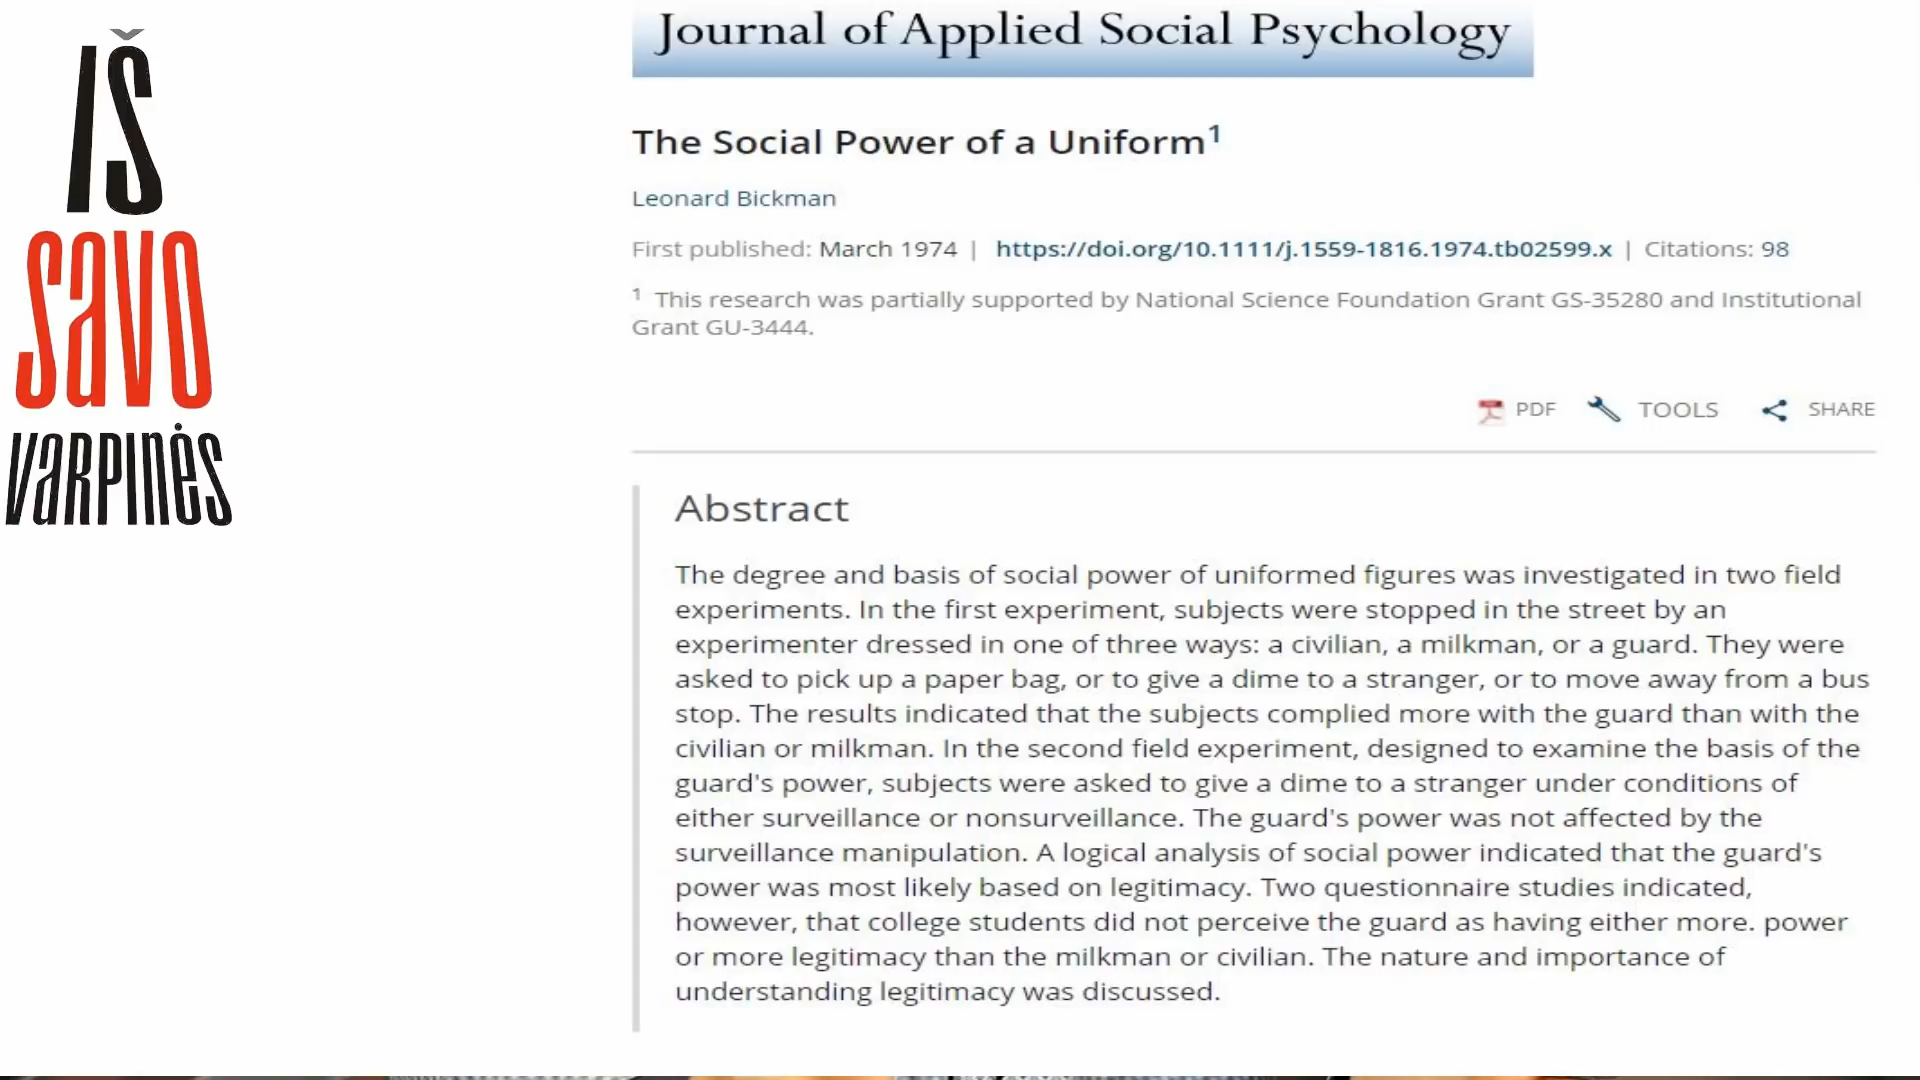 IŠ
savo
varpinės
Journal of Applied Social Psychology
The Social Power of a Uniform¹
Leonard Bickman
First published: March 1974 | https://doi.org/10.1111/j.1559-1816.1974.tb02599.x | Citations: 98
¹ This research was partially supported by National Science Foundation Grant GS-35280 and Institutional
Grant GU-3444.
PDF TOOLS SHARE
Abstract
The degree and basis of social power of uniformed figures was investigated in two field
experiments. In the first experiment, subjects were stopped in the street by an
experimenter dressed in one of three ways: a civilian, a milkman, or a guard. They were
asked to pick up a paper bag, or to give a dime to a stranger, or to move away from a bus
stop. The results indicated that the subjects complied more with the guard than with the
civilian or milkman. In the second field experiment, designed to examine the basis of the
guard's power, subjects were asked to give a dime to a stranger under conditions of
either surveillance or nonsurveillance. The guard's power was not affected by the
surveillance manipulation. A logical analysis of social power indicated that the guard's
power was most likely based on legitimacy. Two questionnaire studies indicated,
however, that college students did not perceive the guard as having either more. power
or more legitimacy than the milkman or civilian. The nature and importance of
understanding legitimacy was discussed.